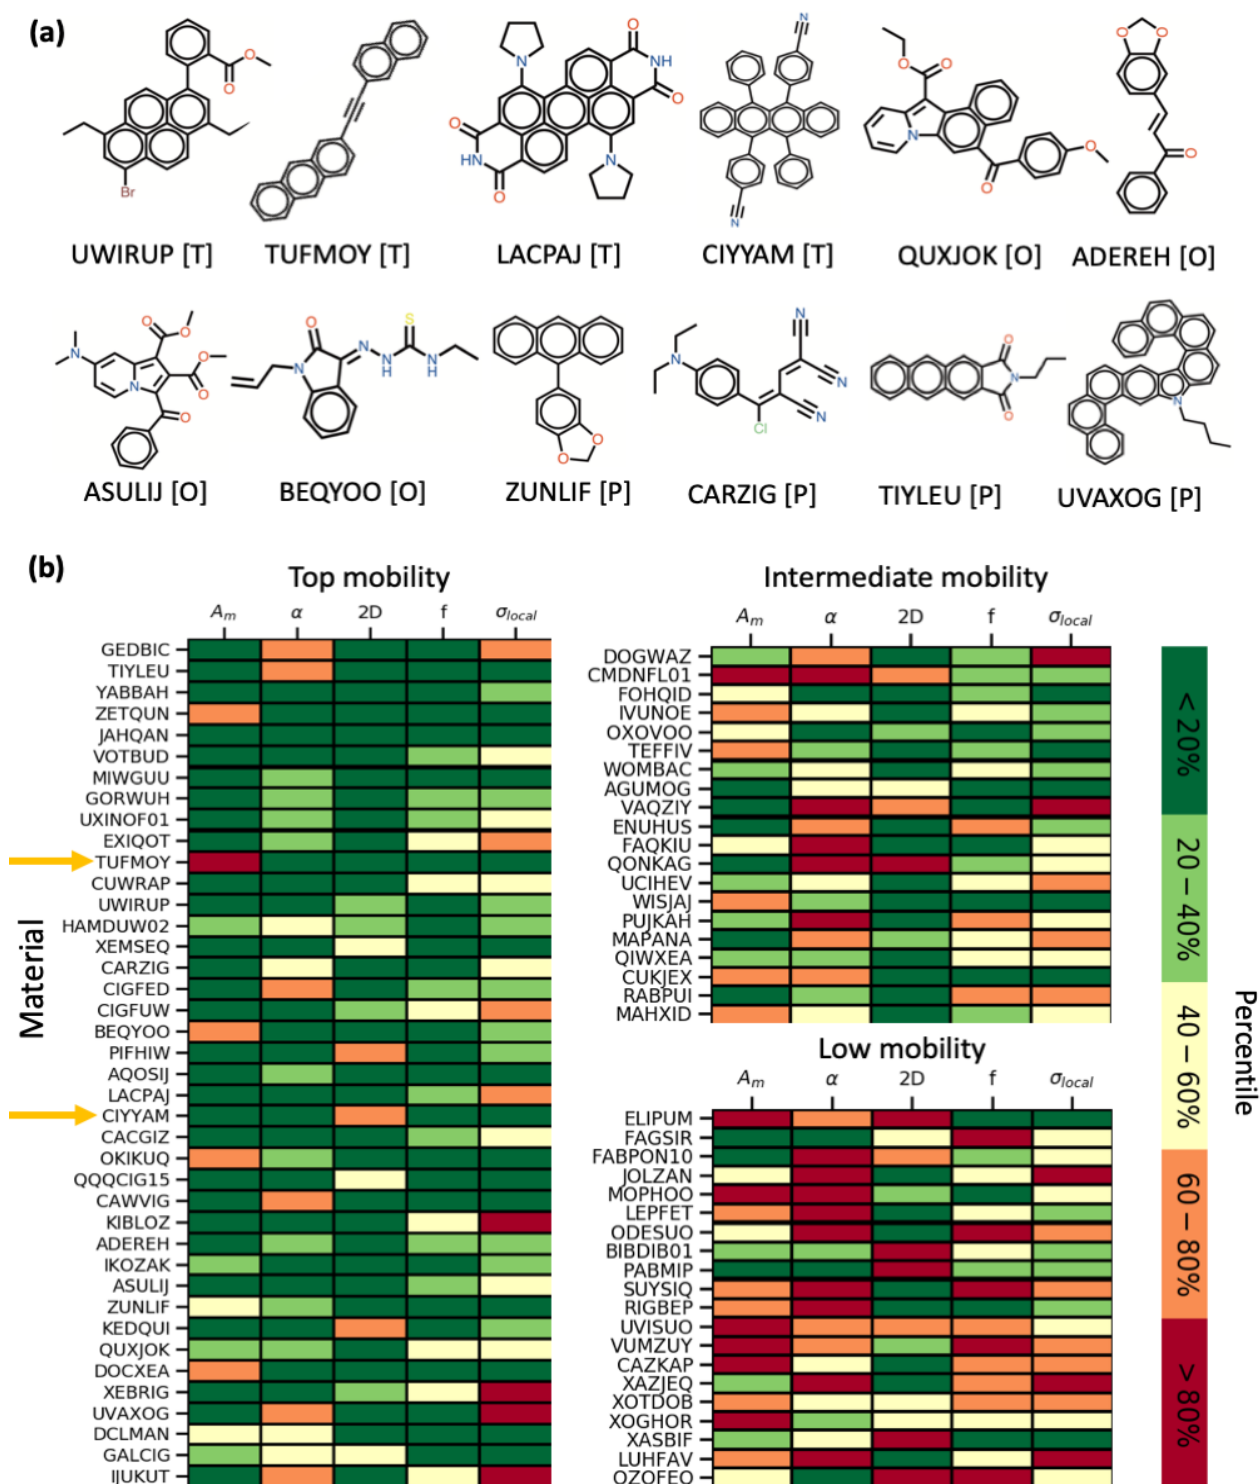 (a)
UWIRUP [T]
TUFMOY [T]
LACPAJ [T]
CIYYAM [T]
QUXJOK [O]
ADEREH [O]
ASULIJ [O]
BEQYOO [O]
ZUNLIF [P]
CARZIG [P]
TIYLEU [P]
UVAXOG [P]
O
O
Br
N
O
O
NH
O
O
HN
O
N
N
N
O
O
N
O
O
O
O
O
N
O
O
O
O
N
O
O
N
N
N
H
S
N
H
O
O
N
N
N
N
Cl
O
N
O
N
(b)
Top mobility
Aₘ α 2D f σlocal
Material
GEDBIC
TIYLEU
YABBAH
ZETQUN
JAHQAN
VOTBUD
MIWGUU
GORWUH
UXINOF01
EXIQOT
TUFMOY
CUWRAP
UWIRUP
HAMDUW02
XEMSEQ
CARZIG
CIGFED
CIGFUW
BEQYOO
PIFHIW
AQOSIJ
LACPAJ
CIYYAM
CACGIZ
OKIKUQ
QQQCIG15
CAWVIG
KIBLOZ
ADEREH
IKOZAK
ASULIJ
ZUNLIF
KEDQUI
QUXJOK
DOCXEA
XEBRIG
UVAXOG
DCLMAN
GALCIG
IJUKUT
Intermediate mobility
Aₘ α 2D f σlocal
DOGWAZ
CMDNFL01
FOHQID
IVUNOE
OXOVOO
TEFFIV
WOMBAC
AGUMOG
VAQZIY
ENUHUS
FAQKIU
QONKAG
UCIHEV
WISJAJ
PUJKAH
MAPANA
QIWXEA
CUKJEX
RABPUI
MAHXID
Low mobility
Aₘ α 2D f σlocal
ELIPUM
FAGSIR
FABPON10
JOLZAN
MOPHOO
LEPFET
ODESUO
BIBDIB01
PABMIP
SUYSIQ
RIGBEP
UVISUO
VUMZUY
CAZKAP
XAZJEQ
XOTDOB
XOGHOR
XASBIF
LUHFAV
OZOFEO
< 20%
20 – 40%
40 – 60%
60 – 80%
> 80%
Percentile